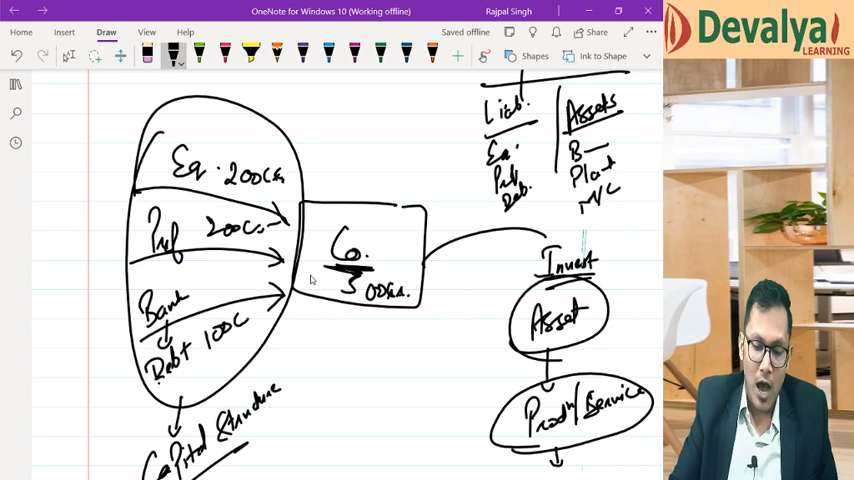 OneNote for Windows 10 (Working offline)
Rajpal Singh
Home Insert Draw View Help
Saved offline
Share
Shapes
Ink to Shape
Devalya
LEARNING
Liab. Assets
Eq. B
Pref Plant
Deb. M/C
Eq. 200Cr.
Pref 200Cr.
Bank
Debt 100C
Co.
500Cr.
Capital Structure
Invest
Asset
Prodn/Service